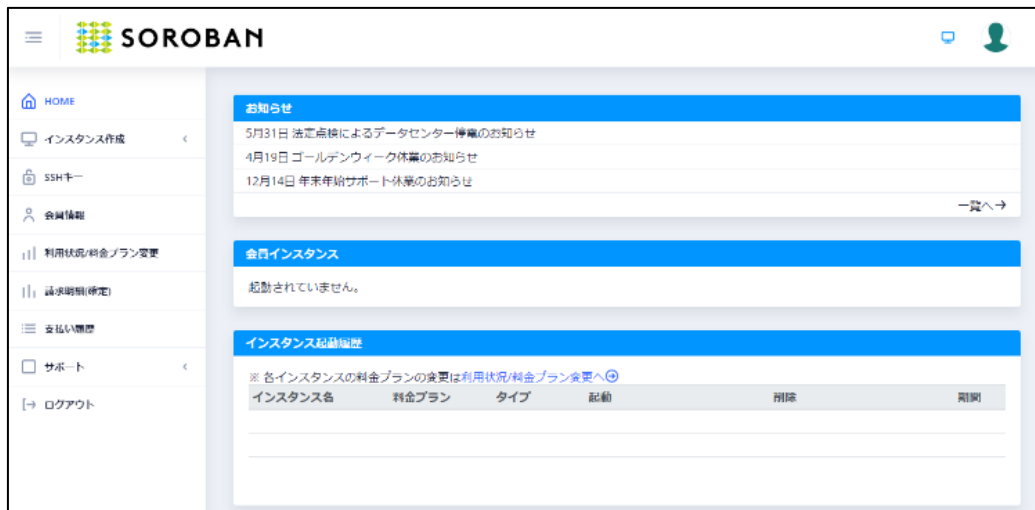 SOROBAN
HOME
インスタンス作成
SSHキー
会員情報
利用状況/料金プラン変更
請求明細(確定)
支払い履歴
サポート
ログアウト
お知らせ
5月31日 法定点検によるデータセンター停電のお知らせ
4月19日 ゴールデンウィーク休業のお知らせ
12月14日 年末年始サポート休業のお知らせ
一覧へ→
会員インスタンス
起動されていません。
インスタンス起動履歴
※ 各インスタンスの料金プランの変更は利用状況/料金プラン変更へ
インスタンス名 料金プラン タイプ 起動 削除 期間